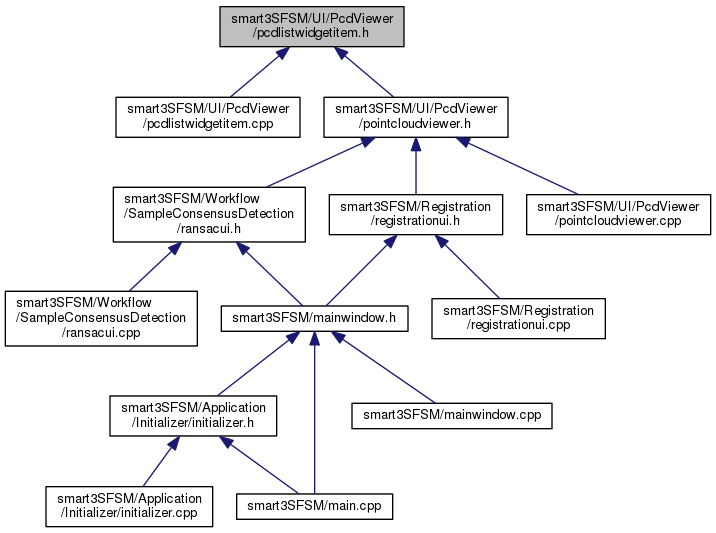 smart3SFSM/UI/PcdViewer
/pcdlistwidgetitem.h
smart3SFSM/UI/PcdViewer
/pcdlistwidgetitem.cpp
smart3SFSM/UI/PcdViewer
/pointcloudviewer.h
smart3SFSM/Workflow
/SampleConsensusDetection
/ransacui.h
smart3SFSM/Registration
/registrationui.h
smart3SFSM/UI/PcdViewer
/pointcloudviewer.cpp
smart3SFSM/Workflow
/SampleConsensusDetection
/ransacui.cpp
smart3SFSM/mainwindow.h
smart3SFSM/Registration
/registrationui.cpp
smart3SFSM/Application
/Initializer/initializer.h
smart3SFSM/mainwindow.cpp
smart3SFSM/Application
/Initializer/initializer.cpp
smart3SFSM/main.cpp